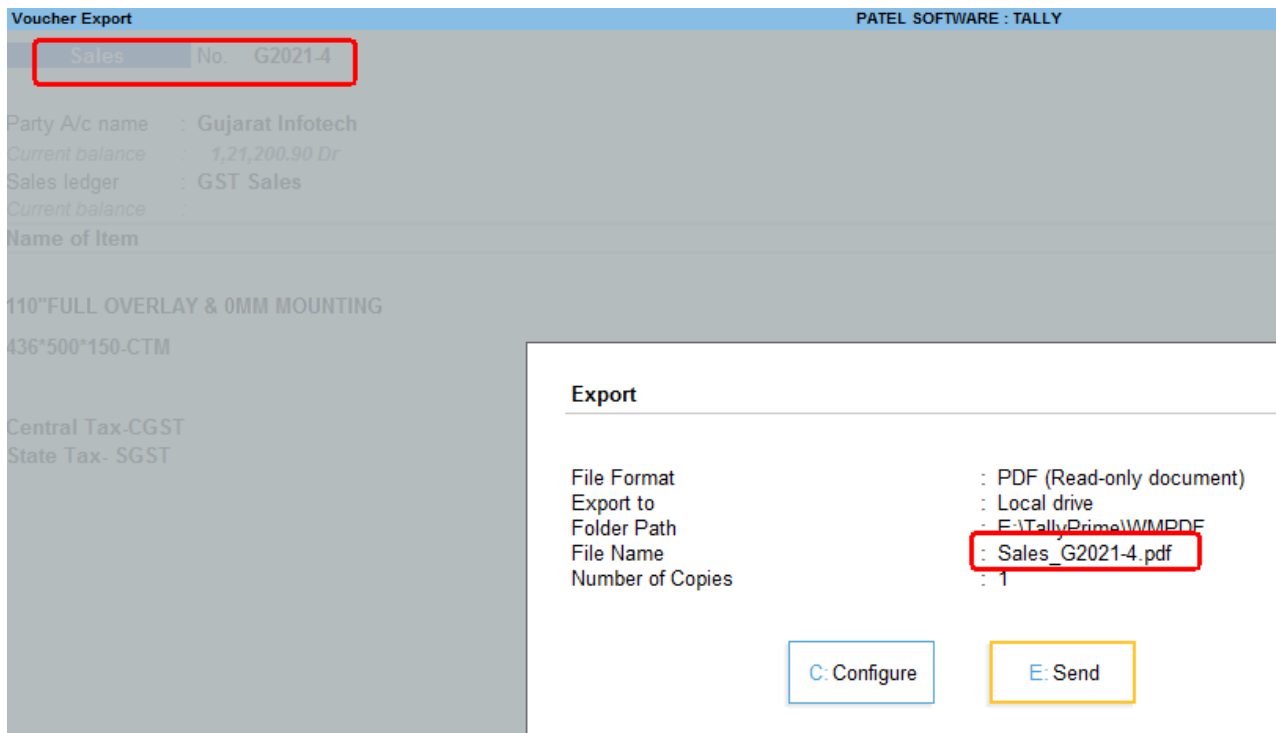 Voucher Export PATEL SOFTWARE : TALLY
Sales No. G2021-4
Party A/c name : Gujarat Infotech
Current balance : 1,21,200.90 Dr
Sales ledger : GST Sales
Current balance :
Name of Item
110"FULL OVERLAY & 0MM MOUNTING
436*500*150-CTM
Central Tax-CGST
State Tax- SGST
Export
File Format : PDF (Read-only document)
Export to : Local drive
Folder Path : E:\TallyPrime\WMPDF
File Name : Sales_G2021-4.pdf
Number of Copies : 1
C: Configure E: Send